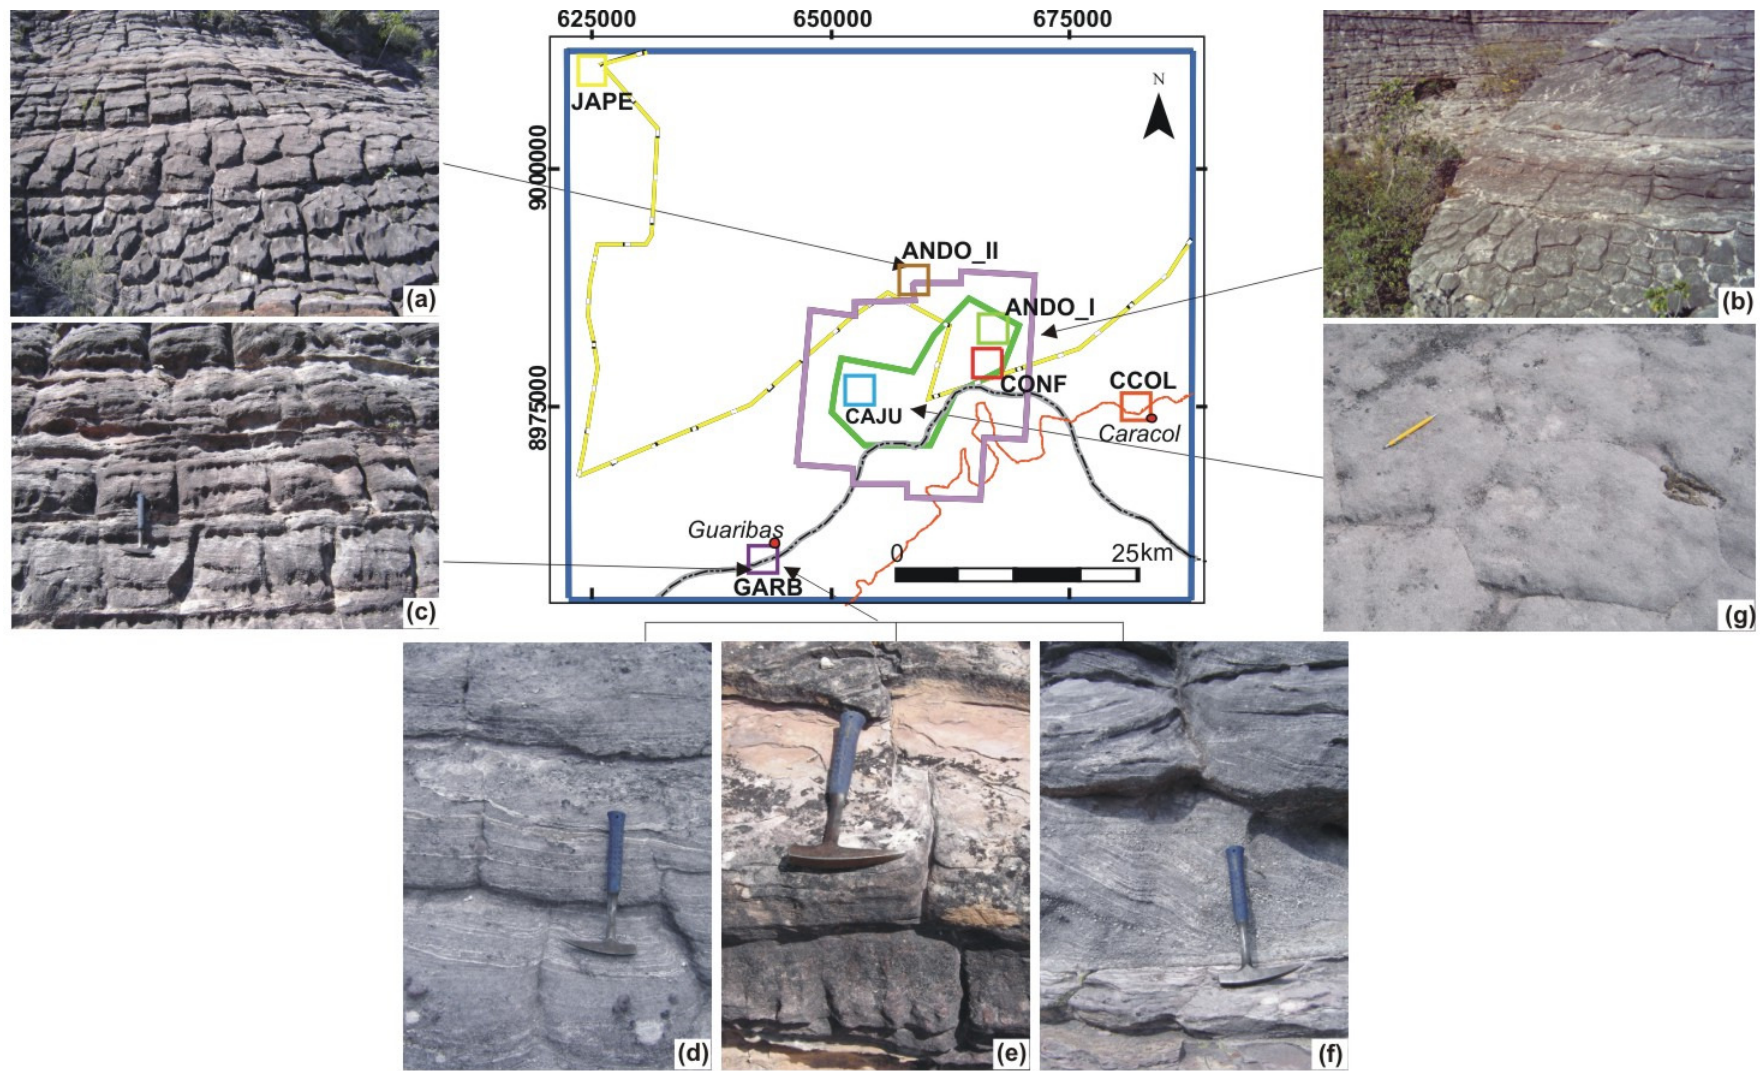 625000 650000 675000
N
JAPE
9000000
ANDO_II
(a)
(b)
ANDO_I
CONF
CCOL
CAJU
8975000
Caracol
Guaribas
0 25km
GARB
(c)
(g)
(d)
(e)
(f)